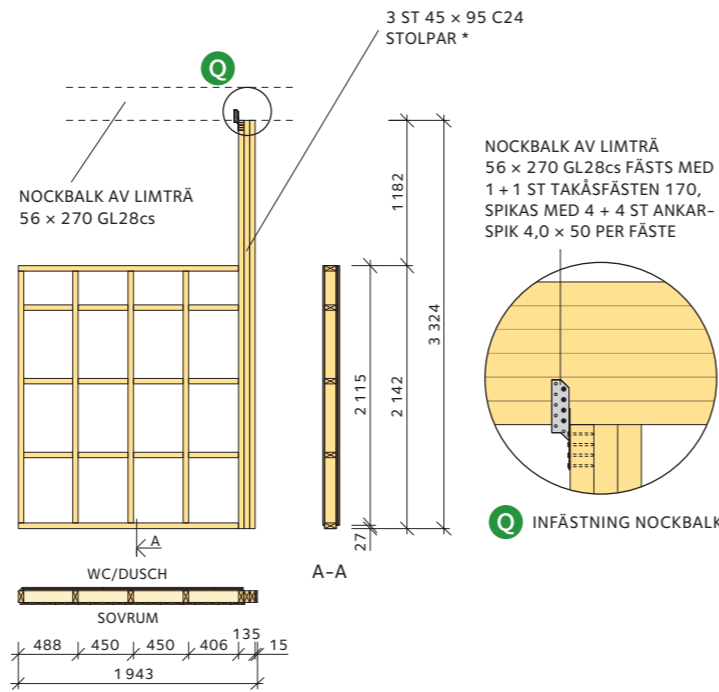 3 ST 45 × 95 C24
STOLPAR *
Q
NOCKBALK AV LIMTRÄ
56 × 270 GL28cs
NOCKBALK AV LIMTRÄ
56 × 270 GL28cs FÄSTS MED
1 + 1 ST TAKÅSFÄSTEN 170,
SPIKAS MED 4 + 4 ST ANKAR-
SPIK 4,0 × 50 PER FÄSTE
1 182
3 324
2 115
2 142
27
A
A–A
Q INFÄSTNING NOCKBALK
WC/DUSCH
SOVRUM
488 450 450 406 135 15
1 943